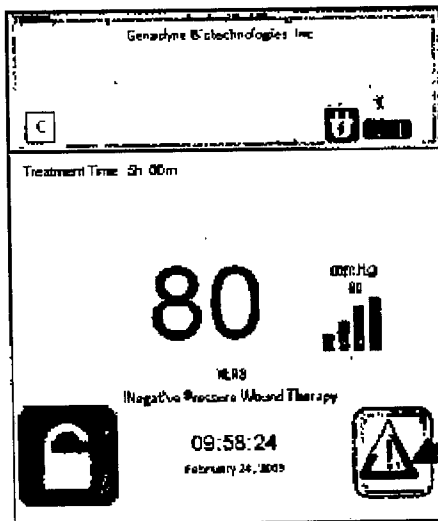 Genadyne Biotechnologies Inc
C
Treatment Time 5h 00m
80
mmHg
80
Negative Pressure Wound Therapy
09:58:24
February 24, 2009